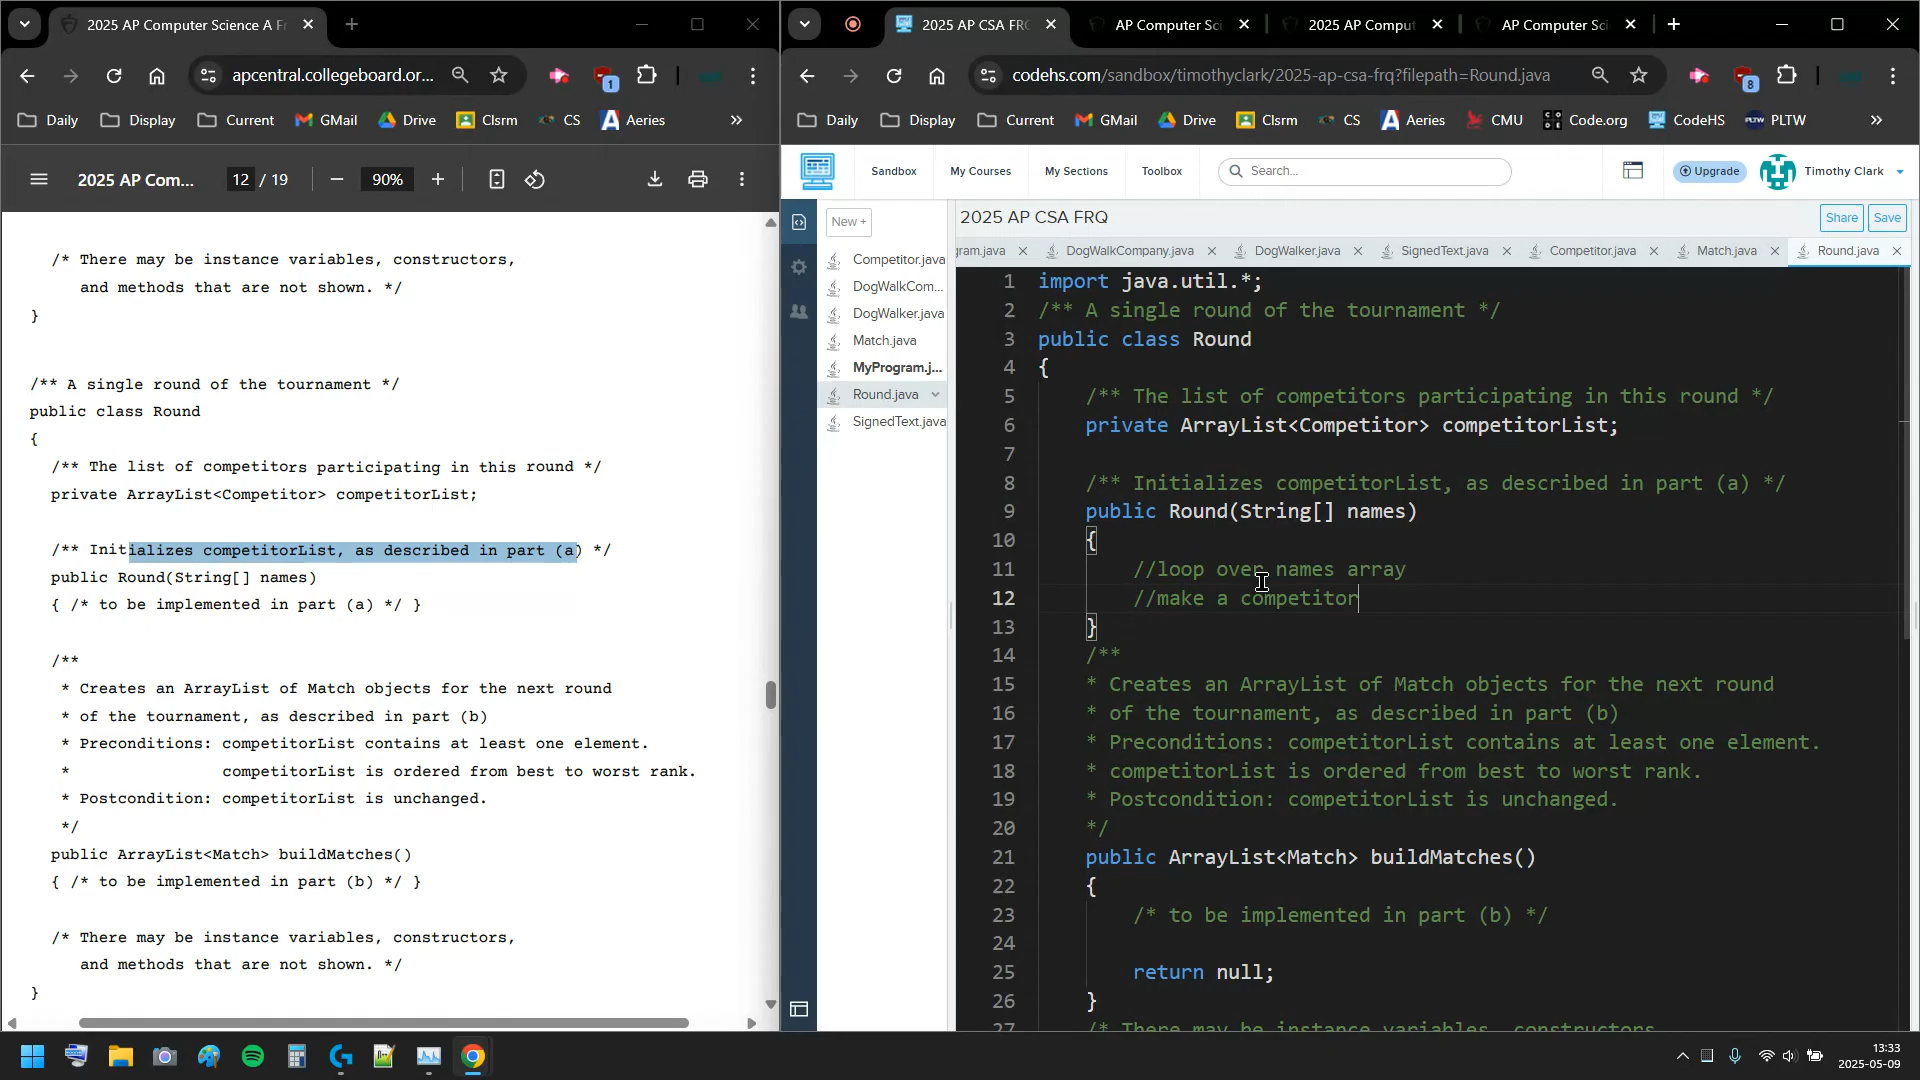 2025 AP Computer Science A Fr
apcentral.collegeboard.or...
1
Daily
Display
Current
GMail
Drive
Clsrm
CS
Aeries
»
2025 AP Com...
12 / 19
90%
/* There may be instance variables, constructors,
and methods that are not shown. */
}
/** A single round of the tournament */
public class Round
{
/** The list of competitors participating in this round */
private ArrayList<Competitor> competitorList;
/** Initializes competitorList, as described in part (a) */
public Round(String[] names)
{ /* to be implemented in part (a) */ }
/**
* Creates an ArrayList of Match objects for the next round
* of the tournament, as described in part (b)
* Preconditions: competitorList contains at least one element.
* competitorList is ordered from best to worst rank.
* Postcondition: competitorList is unchanged.
*/
public ArrayList<Match> buildMatches()
{ /* to be implemented in part (b) */ }
/* There may be instance variables, constructors,
and methods that are not shown. */
}
2025 AP CSA FRQ
AP Computer Sci
2025 AP Comput
AP Computer Sci
codehs.com/sandbox/timothyclark/2025-ap-csa-frq?filepath=Round.java
8
Daily
Display
Current
GMail
Drive
Clsrm
CS
Aeries
CMU
Code.org
CodeHS
PLTW
»
Sandbox
My Courses
My Sections
Toolbox
Search...
Upgrade
Timothy Clark
New +
2025 AP CSA FRQ
Share
Save
gram.java
DogWalkCompany.java
DogWalker.java
SignedText.java
Competitor.java
Match.java
Round.java
Competitor.java
DogWalkCom...
DogWalker.java
Match.java
MyProgram.j...
Round.java
SignedText.java
1 import java.util.*;
2 /** A single round of the tournament */
3 public class Round
4 {
5 /** The list of competitors participating in this round */
6 private ArrayList<Competitor> competitorList;
7
8 /** Initializes competitorList, as described in part (a) */
9 public Round(String[] names)
10 {
11 //loop over names array
12 //make a competitor
13 }
14 /**
15 * Creates an ArrayList of Match objects for the next round
16 * of the tournament, as described in part (b)
17 * Preconditions: competitorList contains at least one element.
18 * competitorList is ordered from best to worst rank.
19 * Postcondition: competitorList is unchanged.
20 */
21 public ArrayList<Match> buildMatches()
22 {
23 /* to be implemented in part (b) */
24
25 return null;
26 }
27 /* There may be instance variables, constructors,
13:33
2025-05-09